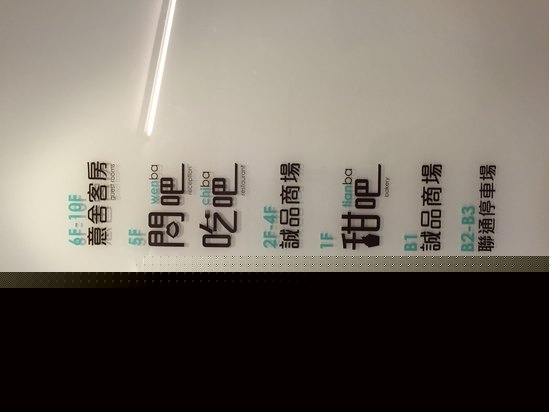 6F-10F
意舍客房
guest rooms
5F
wenba
問吧
reception
chiba
吃吧
restaurant
2F-4F
誠品商場
1F
tianba
甜吧
bakery
B1
誠品商場
B2-B3
聯通停車場